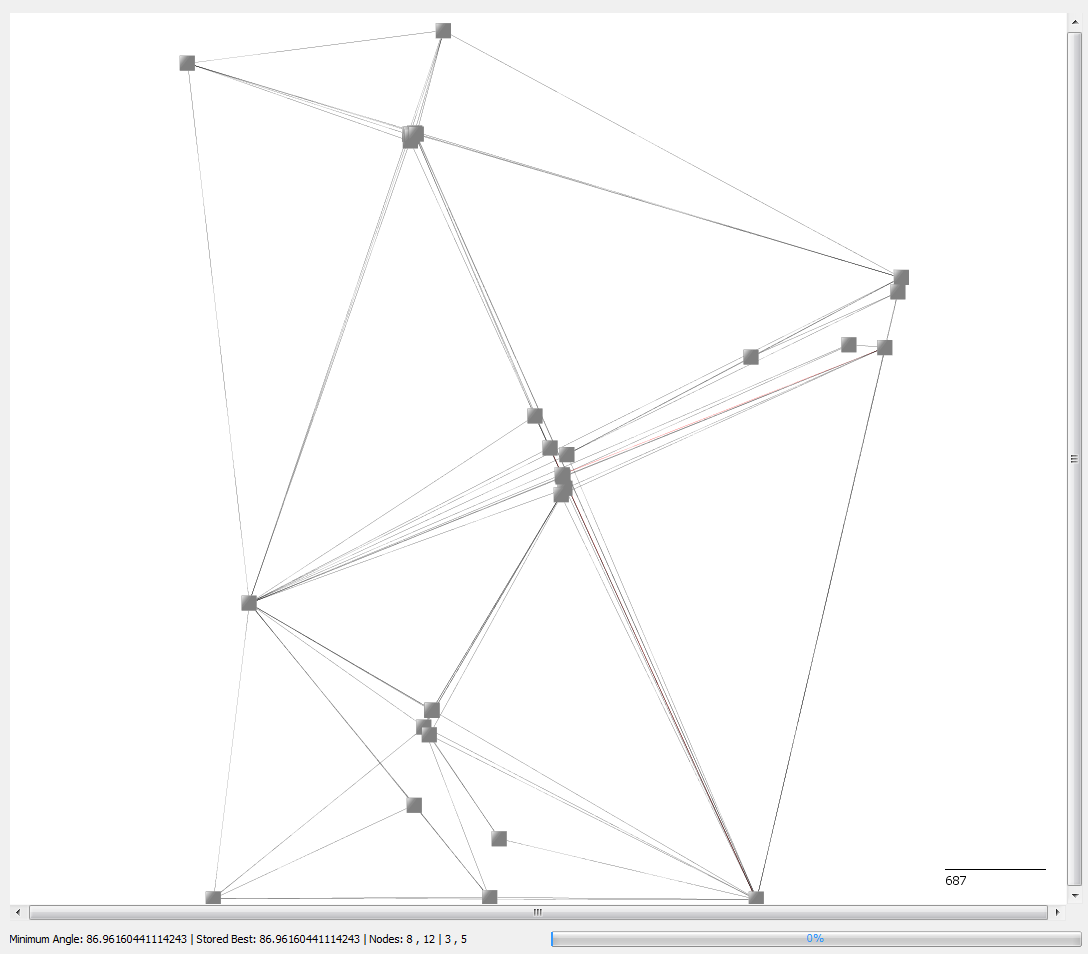 687
Minimum Angle: 86.96160441114243 | Stored Best: 86.96160441114243 | Nodes: 8 , 12 | 3 , 5
0%